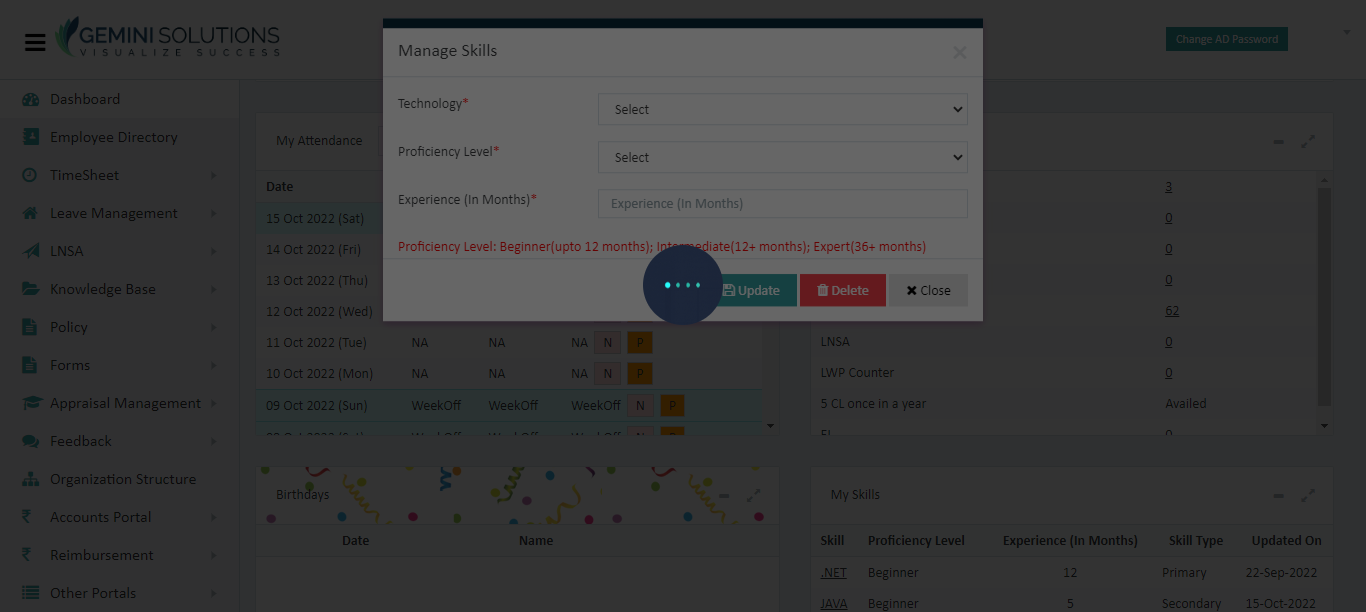 GEMINI SOLUTIONS
VISUALIZE SUCCESS
Change AD Password
Dashboard
Employee Directory
TimeSheet
Leave Management
LNSA
Knowledge Base
Policy
Forms
Appraisal Management
Feedback
Organization Structure
Accounts Portal
Reimbursement
Other Portals
Manage Skills
Technology*
Select
Proficiency Level*
Select
Experience (In Months)*
Experience (In Months)
Proficiency Level: Beginner(upto 12 months); Intermediate(12+ months); Expert(36+ months)
Update
Delete
Close
My Attendance
Date
15 Oct 2022 (Sat)
14 Oct 2022 (Fri)
13 Oct 2022 (Thu)
12 Oct 2022 (Wed)
11 Oct 2022 (Tue) NA NA NA N P
10 Oct 2022 (Mon) NA NA NA N P
09 Oct 2022 (Sun) WeekOff WeekOff WeekOff N P
3
0
0
0
62
LNSA 0
LWP Counter 0
5 CL once in a year Availed
Birthdays
Date Name
My Skills
Skill Proficiency Level Experience (In Months) Skill Type Updated On
.NET Beginner 12 Primary 22-Sep-2022
JAVA Beginner 5 Secondary 15-Oct-2022